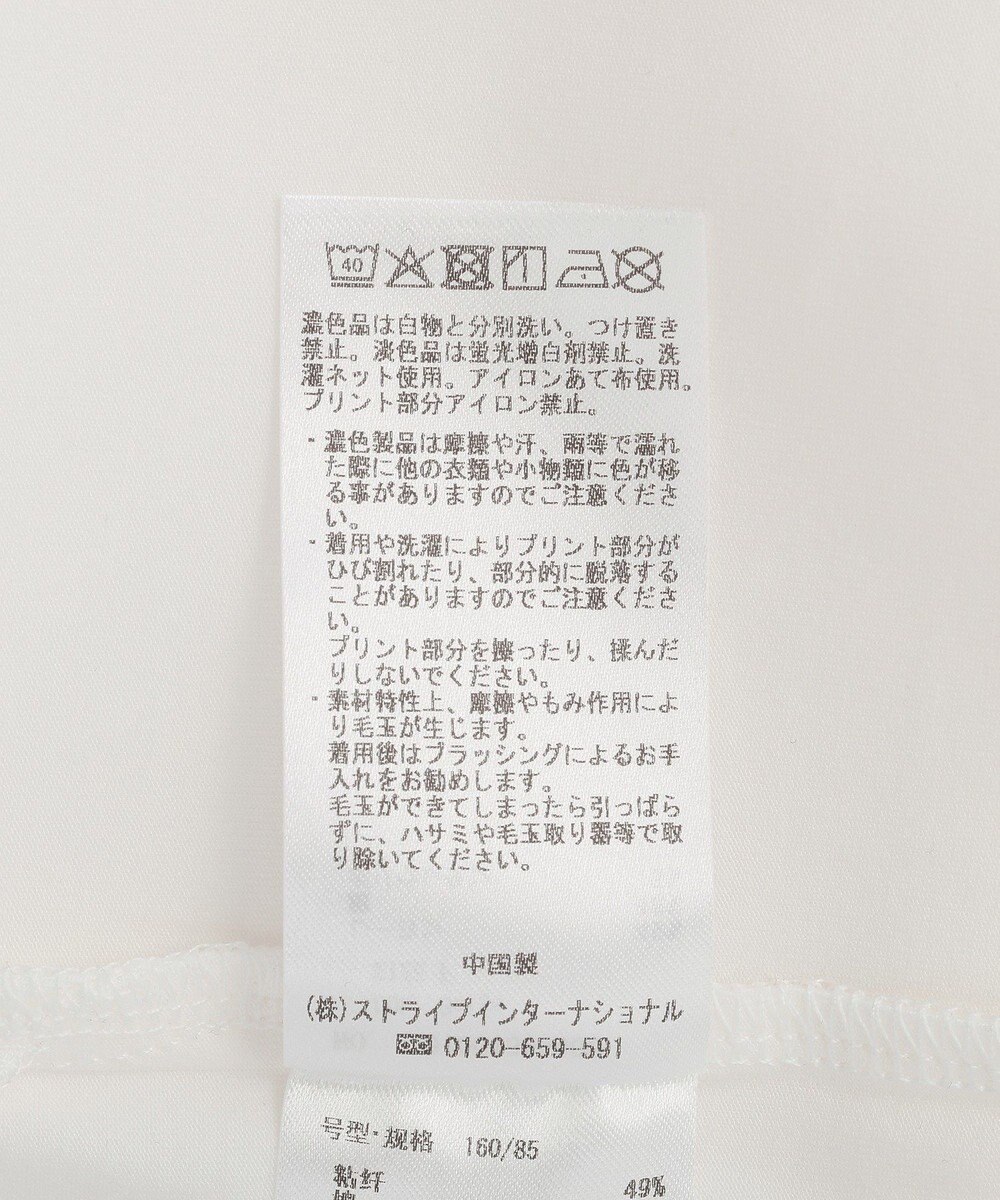 40
濃色品は白物と分別洗い。つけ置き
禁止。淡色品は蛍光増白剤禁止。洗
濯ネット使用。アイロンあて布使用。
プリント部分アイロン禁止。
・濃色製品は摩擦や汗、雨等で濡れ
た際に他の衣類や小物類に色が移
る事がありますのでご注意くださ
い。
・着用や洗濯によりプリント部分が
ひび割れたり、部分的に脱落する
ことがありますのでご注意くださ
い。
プリント部分を擦ったり、揉んだ
りしないでください。
・素材特性上、摩擦やもみ作用によ
り毛玉が生じます。
着用後はブラッシングによるお手
入れをお勧めします。
毛玉ができてしまったら引っぱら
ずに、ハサミや毛玉取り器等で取
り除いてください。
中国製
(株)ストライプインターナショナル
0120-659-591
号型·规格 160/85
粘纤 49%